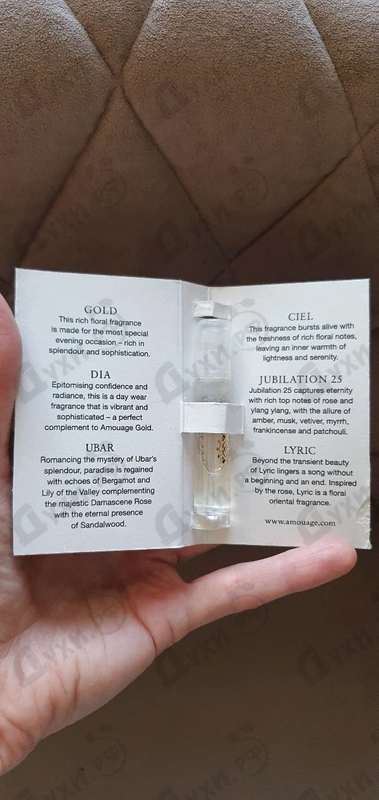 GOLD
This rich floral fragrance
is made for the most special
evening occasion – rich in
splendour and sophistication.
DIA
Epitomising confidence and
radiance, this is a day wear
fragrance that is vibrant and
sophisticated – a perfect
complement to Amouage Gold.
UBAR
Romancing the mystery of Ubar's
splendour, paradise is regained
with echoes of Bergamot and
Lily of the Valley complementing
the majestic Damascene Rose
with the eternal presence
of Sandalwood.
CIEL
This fragrance bursts alive with
the freshness of rich floral notes,
leaving an inner warmth of
lightness and serenity.
JUBILATION 25
Jubilation 25 captures eternity
with rich top notes of rose and
ylang ylang, with the allure of
amber, musk, vetiver, myrrh,
frankincense and patchouli.
LYRIC
Beyond the transient beauty
of Lyric lingers a song without
a beginning and an end. Inspired
by the rose, Lyric is a floral
oriental fragrance.
www.amouage.com
Духи.РФ